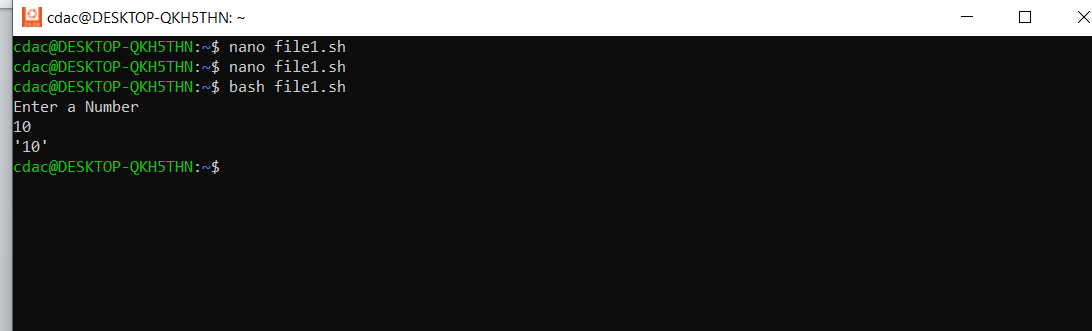 cdac@DESKTOP-QKH5THN: ~
cdac@DESKTOP-QKH5THN:~$ nano file1.sh
cdac@DESKTOP-QKH5THN:~$ nano file1.sh
cdac@DESKTOP-QKH5THN:~$ bash file1.sh
Enter a Number
10
'10'
cdac@DESKTOP-QKH5THN:~$